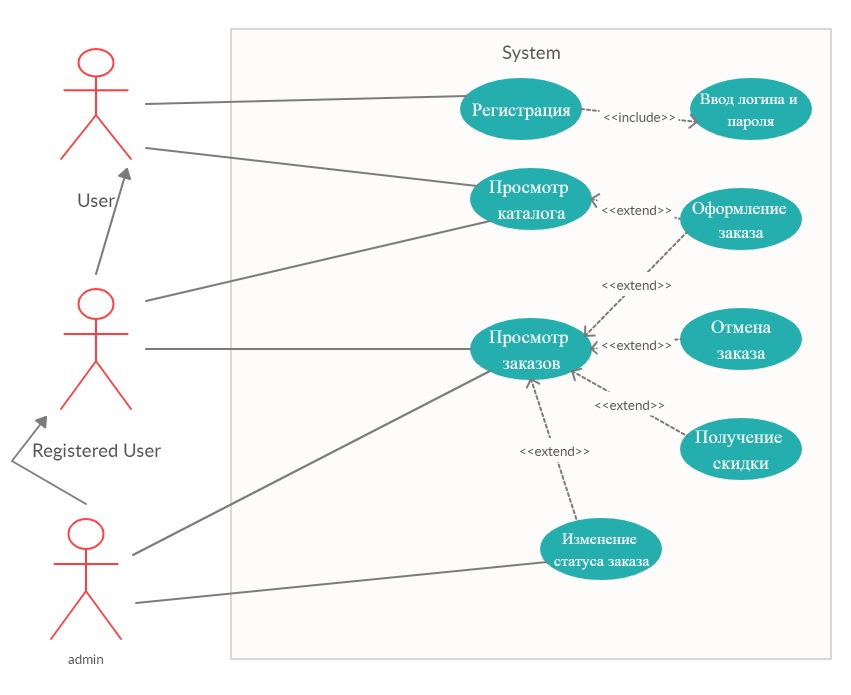 System
Регистрация
<<include>>
Ввод логина и
пароля
User
Просмотр
каталога
<<extend>>
Оформление
заказа
<<extend>>
Просмотр
заказов
<<extend>>
Отмена
заказа
<<extend>>
Получение
скидки
Registered User
<<extend>>
Изменение
статуса заказа
admin